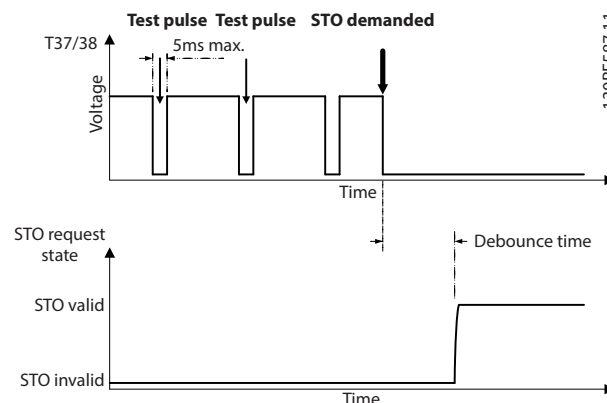 Test pulse Test pulse STO demanded
T37/38
5ms max.
Voltage
Time
STO request
state
Debounce time
STO valid
STO invalid
Time